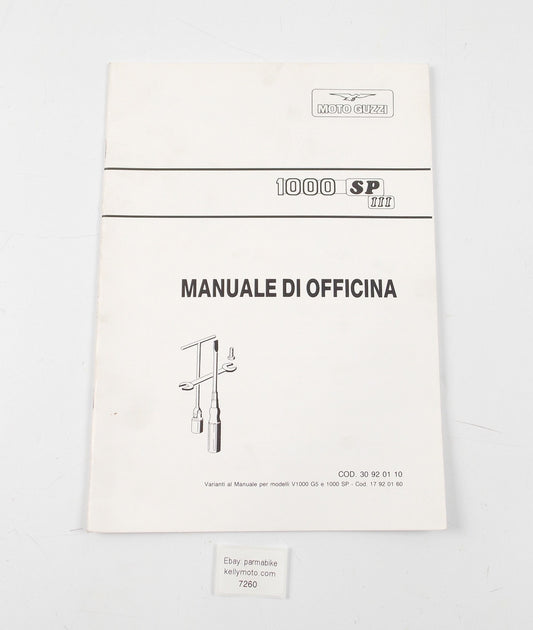 MOTO GUZZI
1000 SP
III
MANUALE DI OFFICINA
COD. 30 92 01 10
Varianti al Manuale per modelli V1000 G5 e 1000 SP - Cod. 17 92 01 60
Ebay: parmabike
kellymoto.com
7260